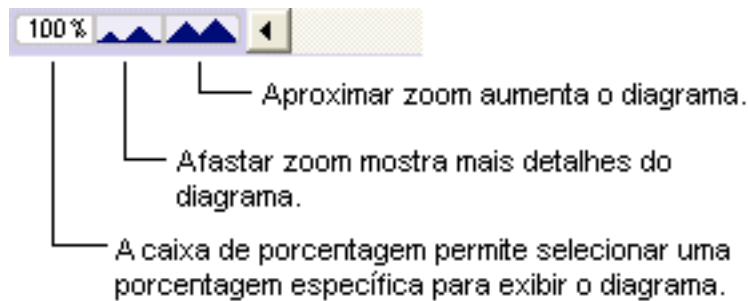 100%
Aproximar zoom aumenta o diagrama.
Afastar zoom mostra mais detalhes do
diagrama.
A caixa de porcentagem permite selecionar uma
porcentagem específica para exibir o diagrama.